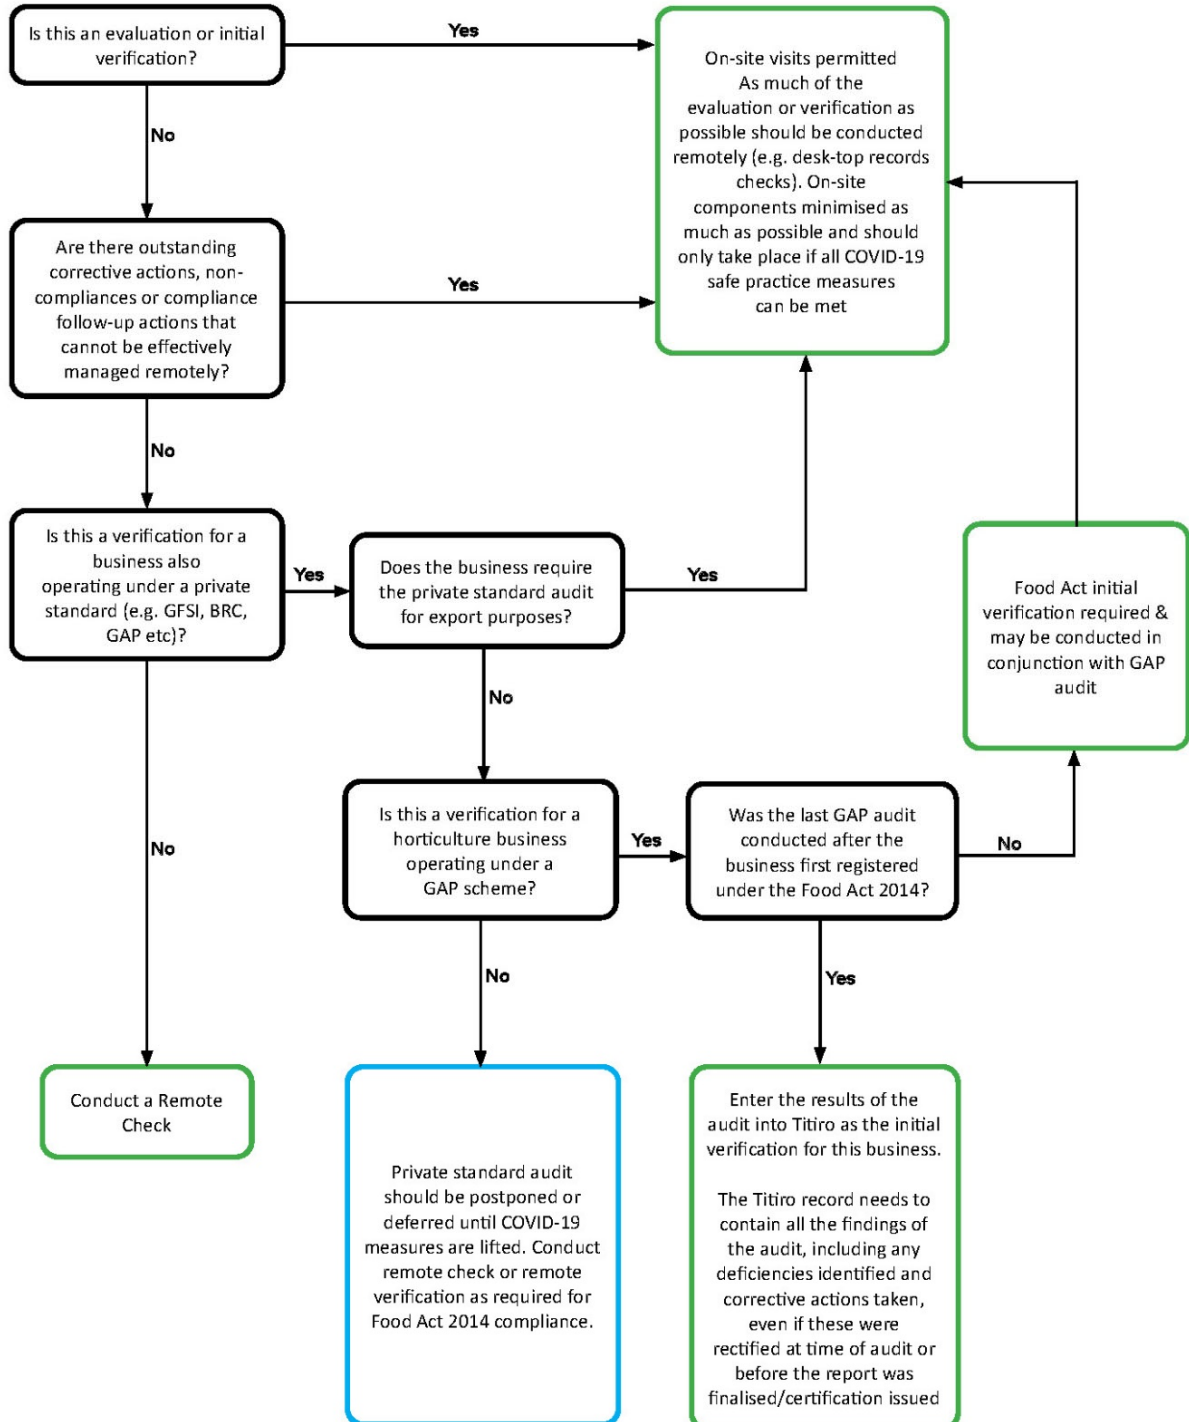 Is this an evaluation or initial
verification?
Yes
On-site visits permitted
As much of the
evaluation or verification as
possible should be conducted
remotely (e.g. desk-top records
checks). On-site
components minimised as
much as possible and should
only take place if all COVID-19
safe practice measures
can be met
No
Are there outstanding
corrective actions, non-
compliances or compliance
follow-up actions that
cannot be effectively
managed remotely?
Yes
No
Is this a verification for a
business also
operating under a private
standard (e.g. GFSI, BRC,
GAP etc)?
Yes
Does the business require
the private standard audit
for export purposes?
Yes
Food Act initial
verification required &
may be conducted in
conjunction with GAP
audit
No
No
Is this a verification for a
horticulture business
operating under a
GAP scheme?
Yes
Was the last GAP audit
conducted after the
business first registered
under the Food Act 2014?
No
No
Yes
Conduct a Remote
Check
Private standard audit
should be postponed or
deferred until COVID-19
measures are lifted. Conduct
remote check or remote
verification as required for
Food Act 2014 compliance.
Enter the results of the
audit into Titiro as the initial
verification for this business.
The Titiro record needs to
contain all the findings of
the audit, including any
deficiencies identified and
corrective actions taken,
even if these were
rectified at time of audit or
before the report was
finalised/certification issued